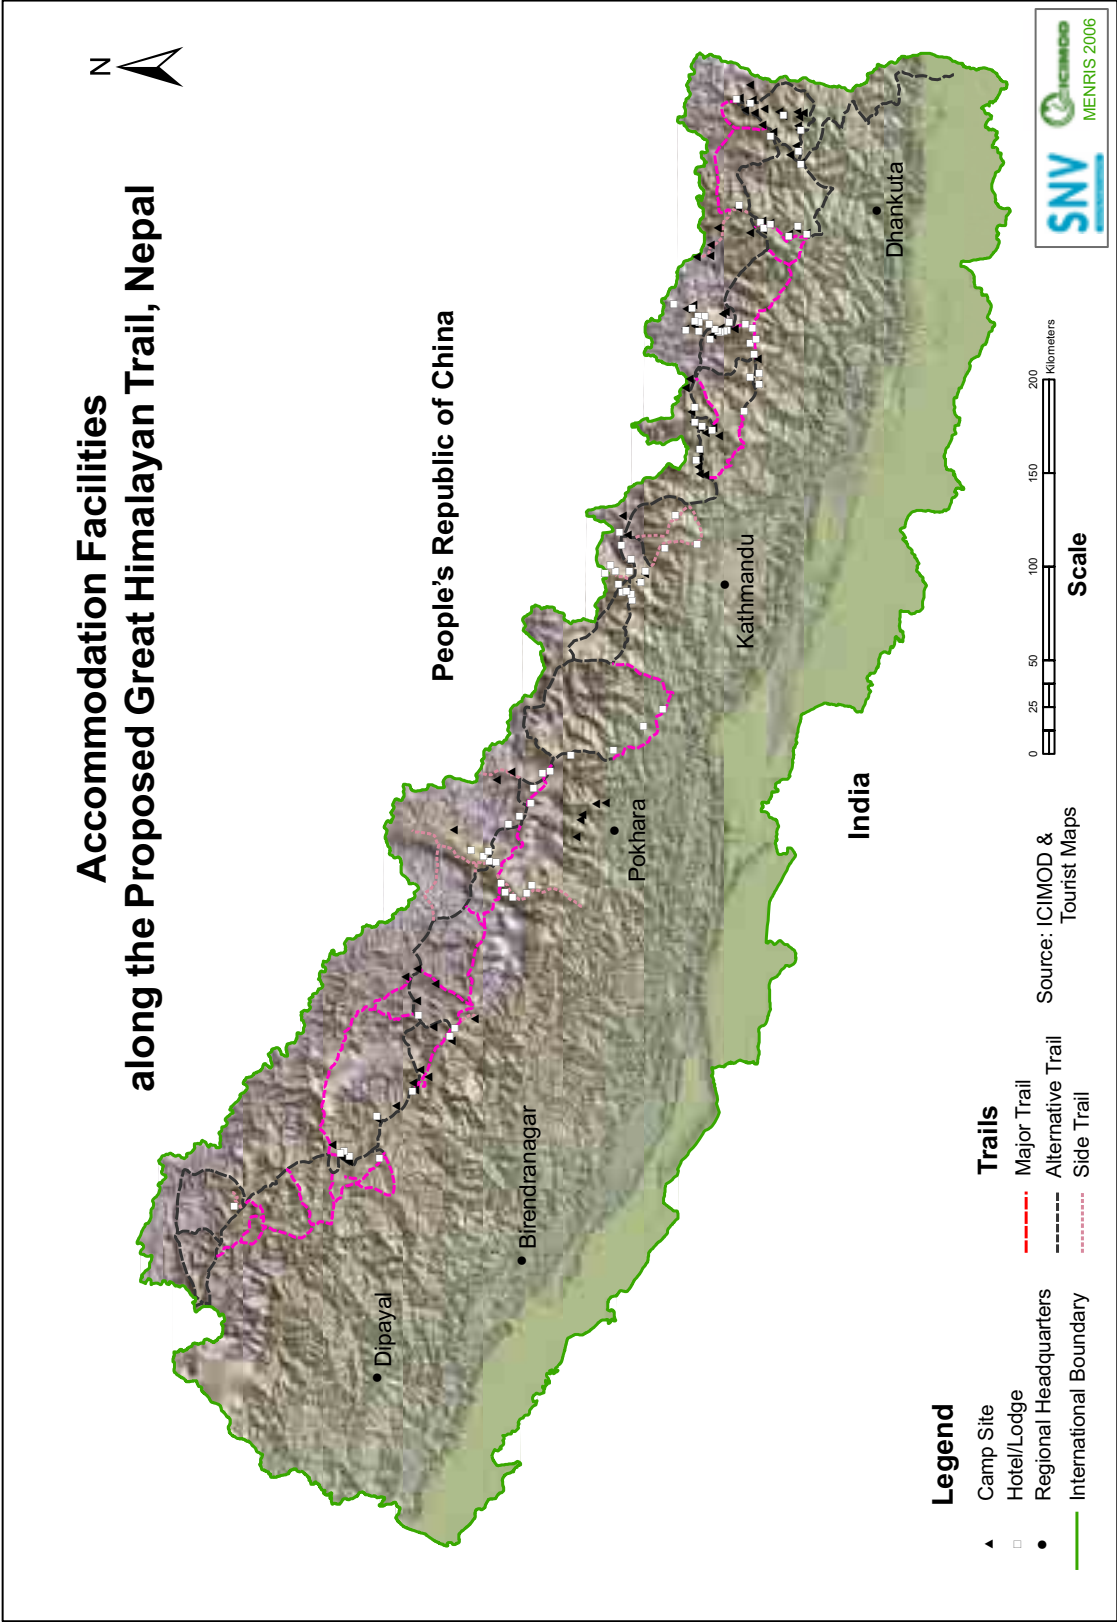 Accommodation Facilities
along the Proposed Great Himalayan Trail, Nepal
N
People's Republic of China
Dipayal
Birendranagar
Pokhara
Kathmandu
Dhankuta
India
Legend
Camp Site
Hotel/Lodge
Regional Headquarters
International Boundary
Trails
Major Trail
Alternative Trail
Side Trail
Source: ICIMOD &
Tourist Maps
0 25 50 100 150 200
Kilometers
Scale
SNV
ICIMOD
MENRIS 2006